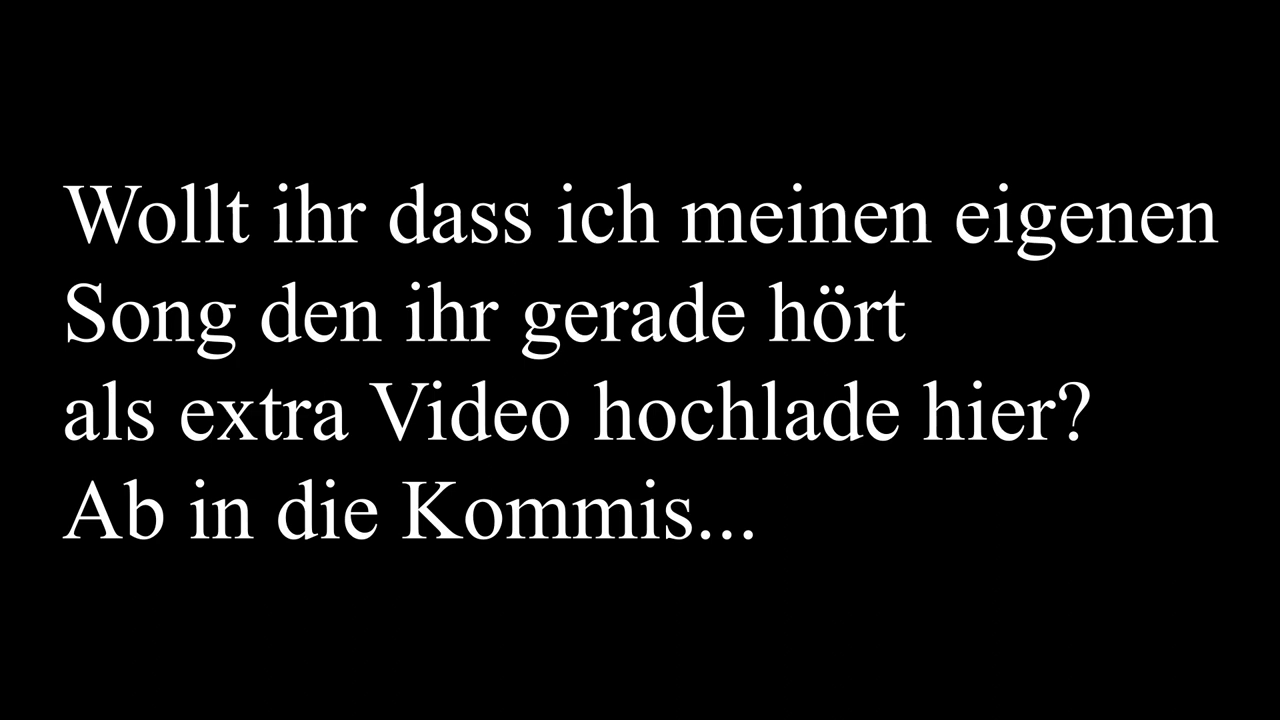 Wollt ihr dass ich meinen eigenen
Song den ihr gerade hört
als extra Video hochlade hier?
Ab in die Kommis...